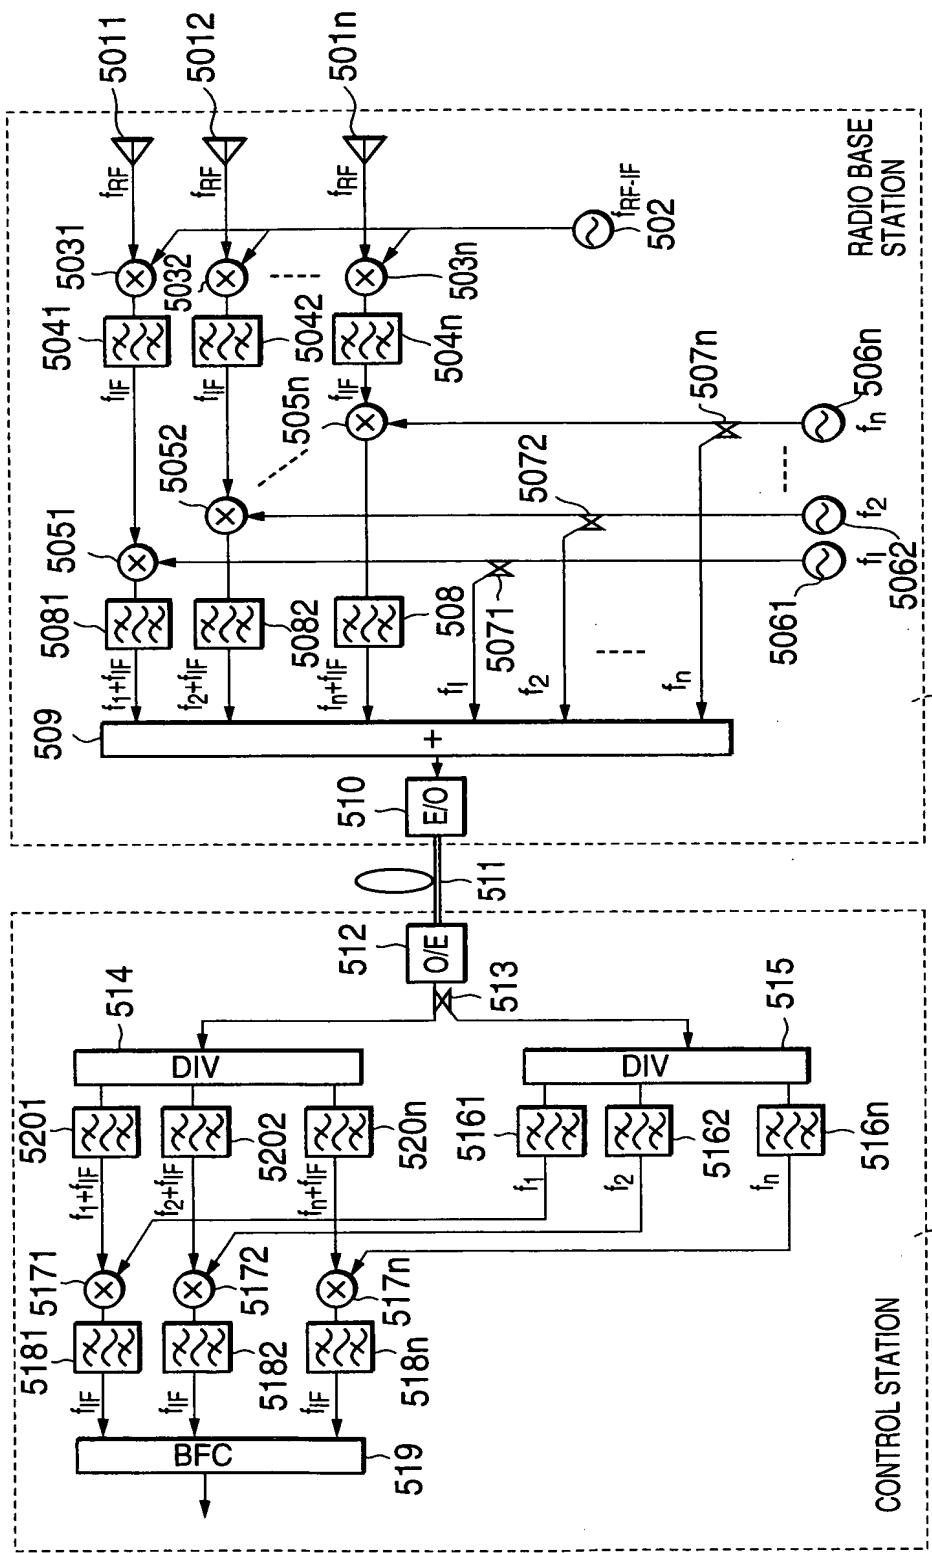 5011
5012
501n
fRF
fRF
fRF
fRF-IF
502
RADIO BASE
STATION
5031
5032
503n
5041
5042
504n
fIF
fIF
fIF
505n
5052
5051
507n
5072
5071
506n
fn
f2
5062
f1
5061
5081
5082
508
f1+fIF
f2+fIF
fn+fIF
f1
f2
fn
509
+
510
E/O
511
512
O/E
513
514
DIV
515
DIV
5201
5202
520n
5161
5162
516n
f1+fIF
f2+fIF
fn+fIF
f1
f2
fn
5171
5172
517n
5181
5182
518n
fIF
fIF
fIF
BFC
519
CONTROL STATION